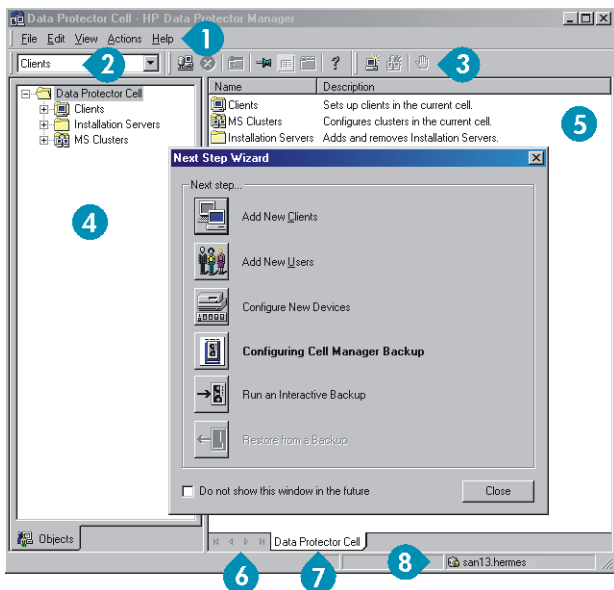 Data Protector Cell - HP Data Protector Manager
File Edit View Actions Help 1
Clients 2 ? 3
Name Description
Data Protector Cell
Clients
Installation Servers
MS Clusters
4
Clients Sets up clients in the current cell.
MS Clusters Configures clusters in the current cell.
Installation Servers Adds and removes Installation Servers.
5
Next Step Wizard
Next step...
Add New Clients
Add New Users
Configure New Devices
Configuring Cell Manager Backup
Run an Interactive Backup
Restore from a Backup
Do not show this window in the future Close
Objects Data Protector Cell
6 7 8 san13.hermes